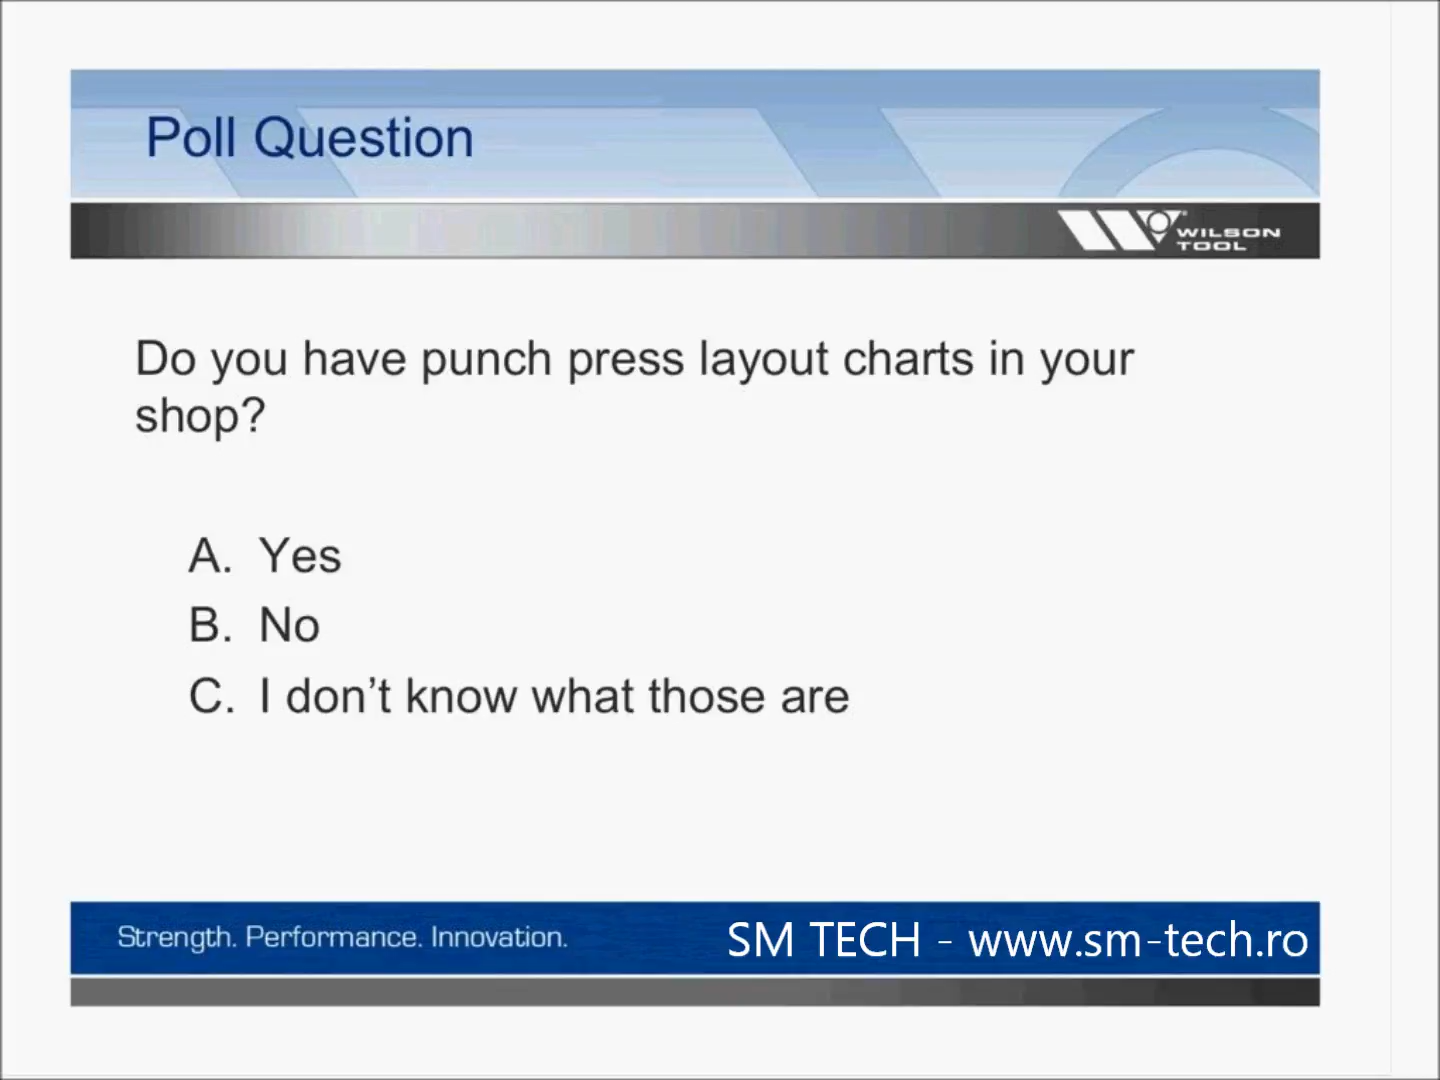 Poll Question
WILSON
TOOL
Do you have punch press layout charts in your
shop?
A. Yes
B. No
C. I don’t know what those are
Strength. Performance. Innovation.
SM TECH - www.sm-tech.ro